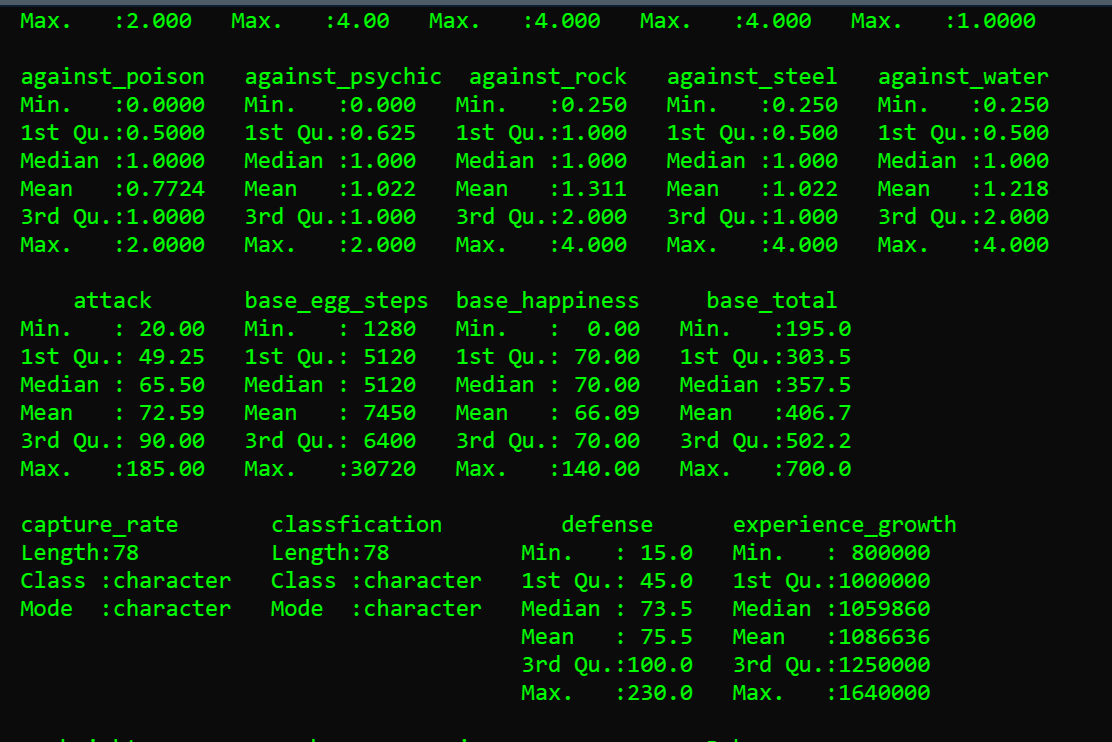 Max.   :2.000   Max.   :4.00   Max.   :4.000   Max.   :4.000   Max.   :1.0000
against_poison   against_psychic  against_rock   against_steel   against_water
Min.   :0.0000   Min.   :0.000   Min.   :0.250   Min.   :0.250   Min.   :0.250
1st Qu.:0.5000   1st Qu.:0.625   1st Qu.:1.000   1st Qu.:0.500   1st Qu.:0.500
Median :1.0000   Median :1.000   Median :1.000   Median :1.000   Median :1.000
Mean   :0.7724   Mean   :1.022   Mean   :1.311   Mean   :1.022   Mean   :1.218
3rd Qu.:1.0000   3rd Qu.:1.000   3rd Qu.:2.000   3rd Qu.:1.000   3rd Qu.:2.000
Max.   :2.0000   Max.   :2.000   Max.   :4.000   Max.   :4.000   Max.   :4.000
    attack       base_egg_steps  base_happiness     base_total
Min.   : 20.00   Min.   : 1280   Min.   :  0.00   Min.   :195.0
1st Qu.: 49.25   1st Qu.: 5120   1st Qu.: 70.00   1st Qu.:303.5
Median : 65.50   Median : 5120   Median : 70.00   Median :357.5
Mean   : 72.59   Mean   : 7450   Mean   : 66.09   Mean   :406.7
3rd Qu.: 90.00   3rd Qu.: 6400   3rd Qu.: 70.00   3rd Qu.:502.2
Max.   :185.00   Max.   :30720   Max.   :140.00   Max.   :700.0
capture_rate       classfication         defense      experience_growth
Length:78          Length:78          Min.   : 15.0   Min.   : 800000
Class :character   Class :character   1st Qu.: 45.0   1st Qu.:1000000
Mode  :character   Mode  :character   Median : 73.5   Median :1059860
                                      Mean   : 75.5   Mean   :1086636
                                      3rd Qu.:100.0   3rd Qu.:1250000
                                      Max.   :230.0   Max.   :1640000